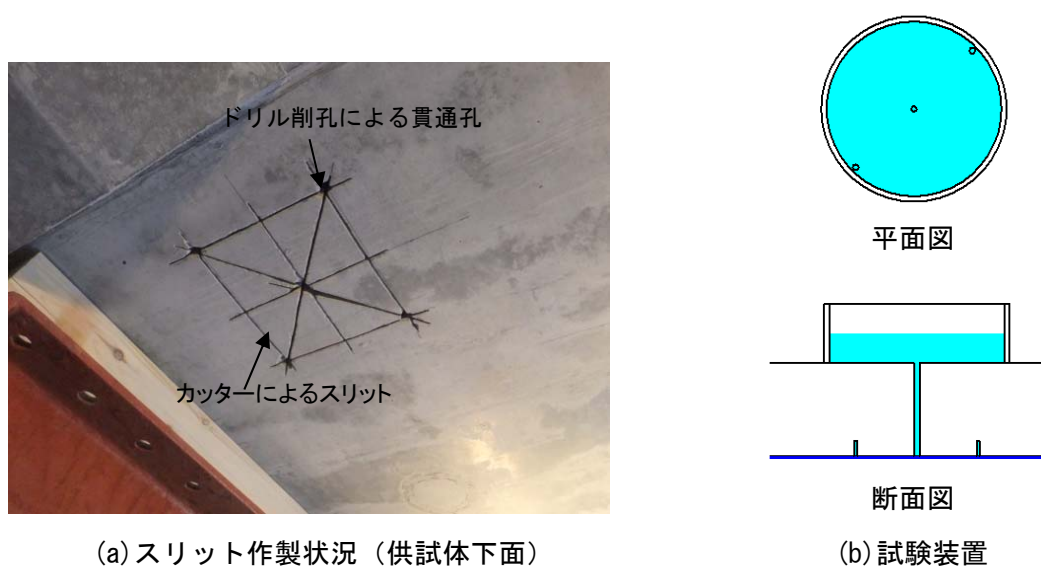 ドリル削孔による貫通孔
カッターによるスリット
(a)スリット作製状況（供試体下面）
平面図
断面図
(b)試験装置